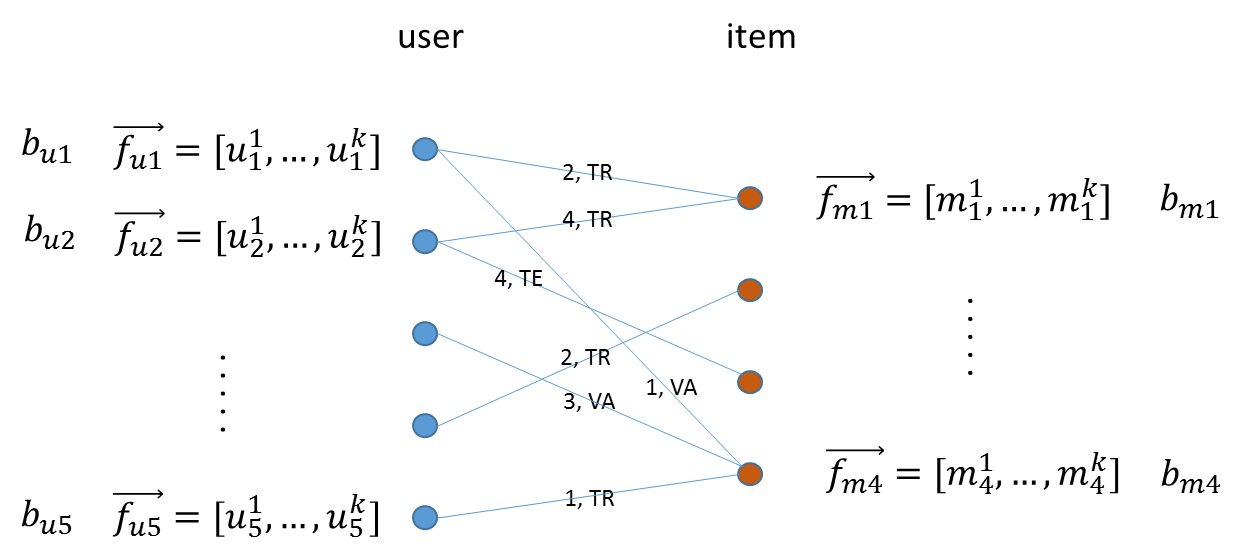 user item
b_{u1} \overrightarrow{f_{u1}} = [u_1^1, ..., u_1^k]
2, TR
\overrightarrow{f_{m1}} = [m_1^1, ..., m_1^k] b_{m1}
b_{u2} \overrightarrow{f_{u2}} = [u_2^1, ..., u_2^k]
4, TR
4, TE
2, TR
1, VA
3, VA
\overrightarrow{f_{m4}} = [m_4^1, ..., m_4^k] b_{m4}
1, TR
b_{u5} \overrightarrow{f_{u5}} = [u_5^1, ..., u_5^k]